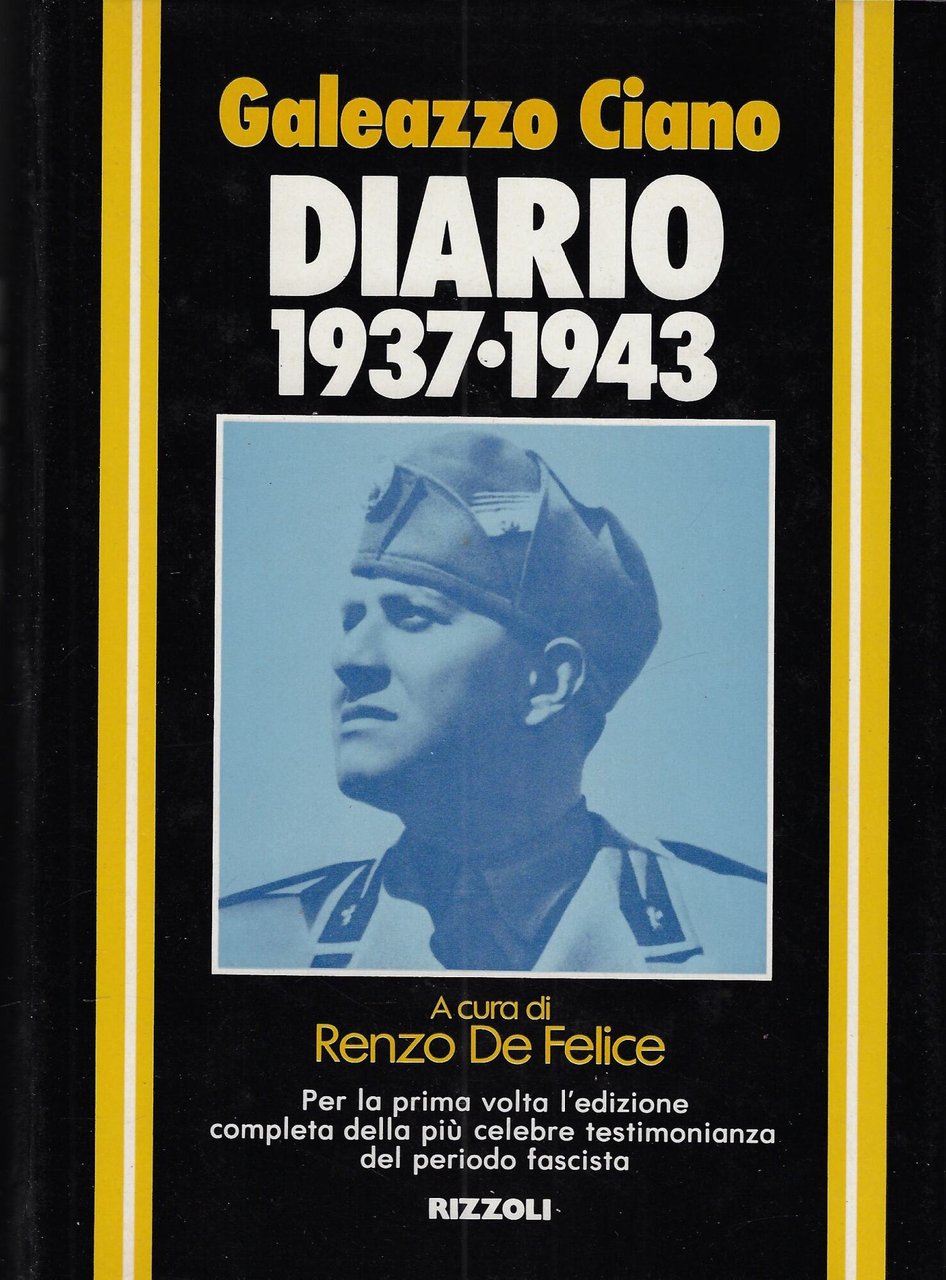 Galeazzo Ciano
DIARIO
1937·1943
A cura di
Renzo De Felice
Per la prima volta l'edizione
completa della più celebre testimonianza
del periodo fascista
RIZZOLI